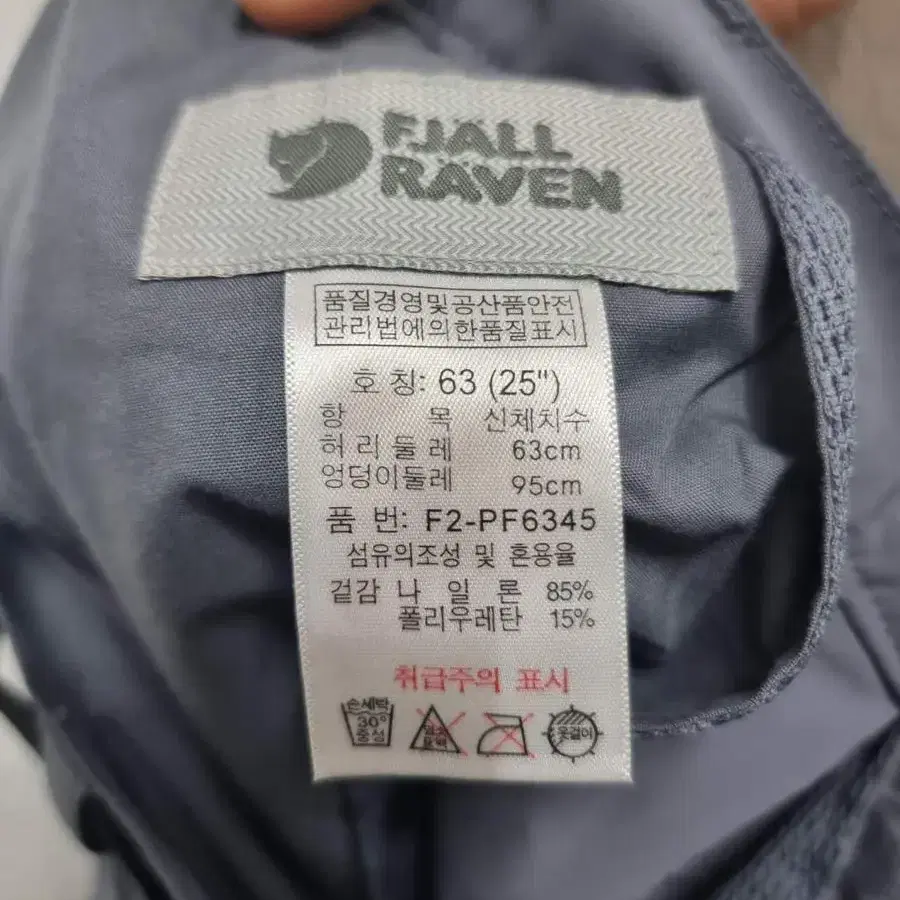 FJÄLL
RÄVEN
품질경영및공산품안전
관리법에의한품질표시
호 칭: 63 (25")
항 목 신체치수
허리둘레 63cm
엉덩이둘레 95cm
품 번: F2-PF6345
섬유의조성 및 혼용율
겉감 나 일 론 85%
폴리우레탄 15%
취급주의 표시
손세탁
30°
중성
옷걸이